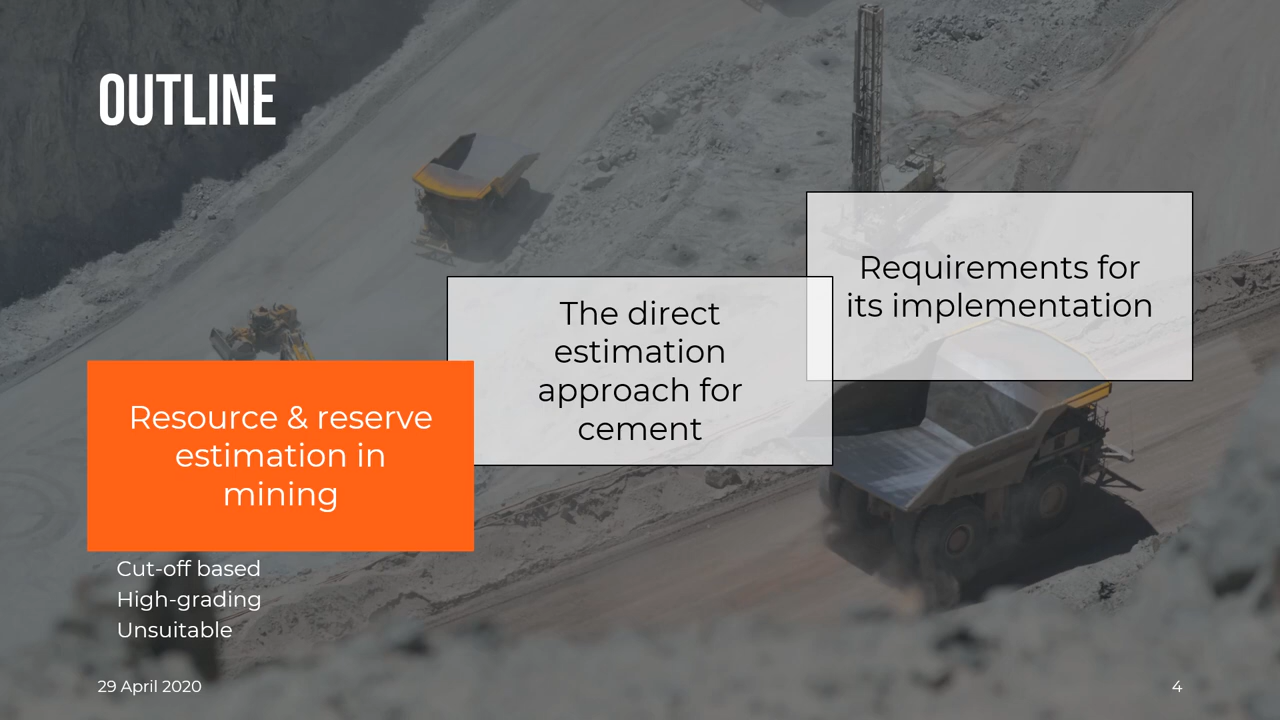 OUTLINE
Resource & reserve
estimation in
mining
Cut-off based
High-grading
Unsuitable
The direct
estimation
approach for
cement
Requirements for
its implementation
29 April 2020
4